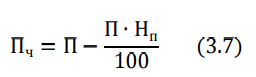 Пч = П − П · Нп / 100 (3.7)